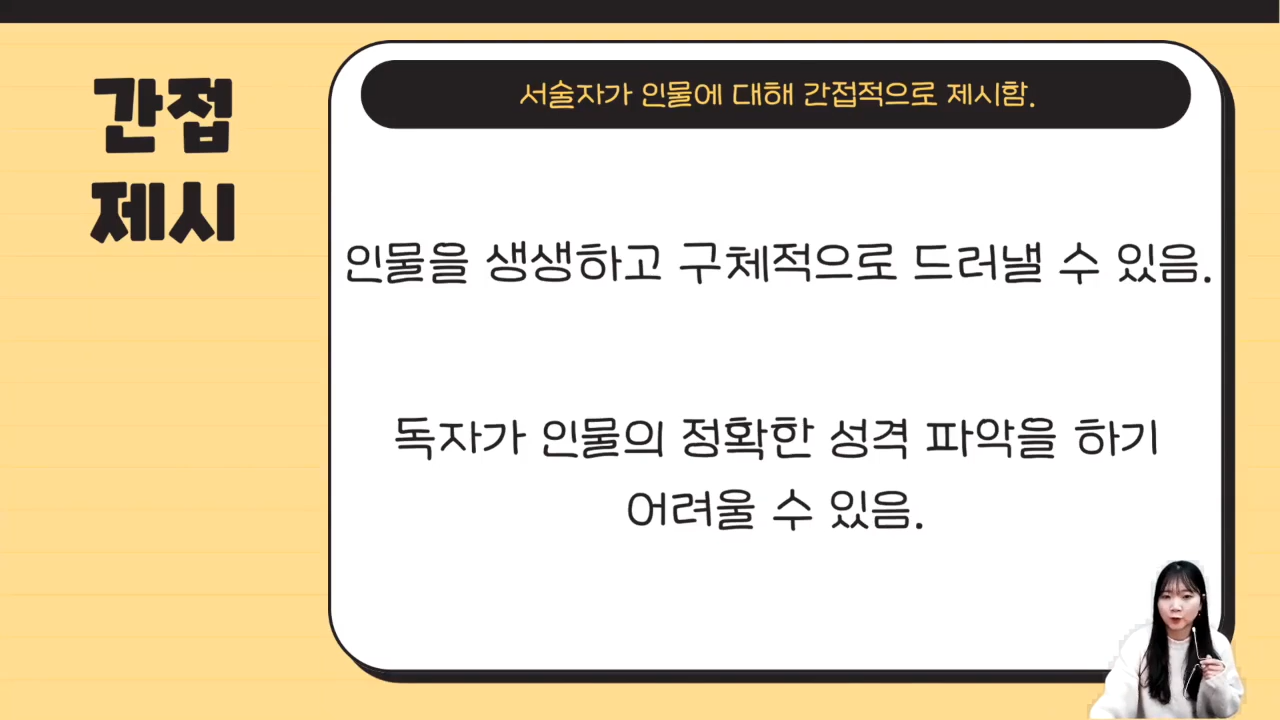 간접
제시
서술자가 인물에 대해 간접적으로 제시함.
인물을 생생하고 구체적으로 드러낼 수 있음.
독자가 인물의 정확한 성격 파악을 하기
어려울 수 있음.